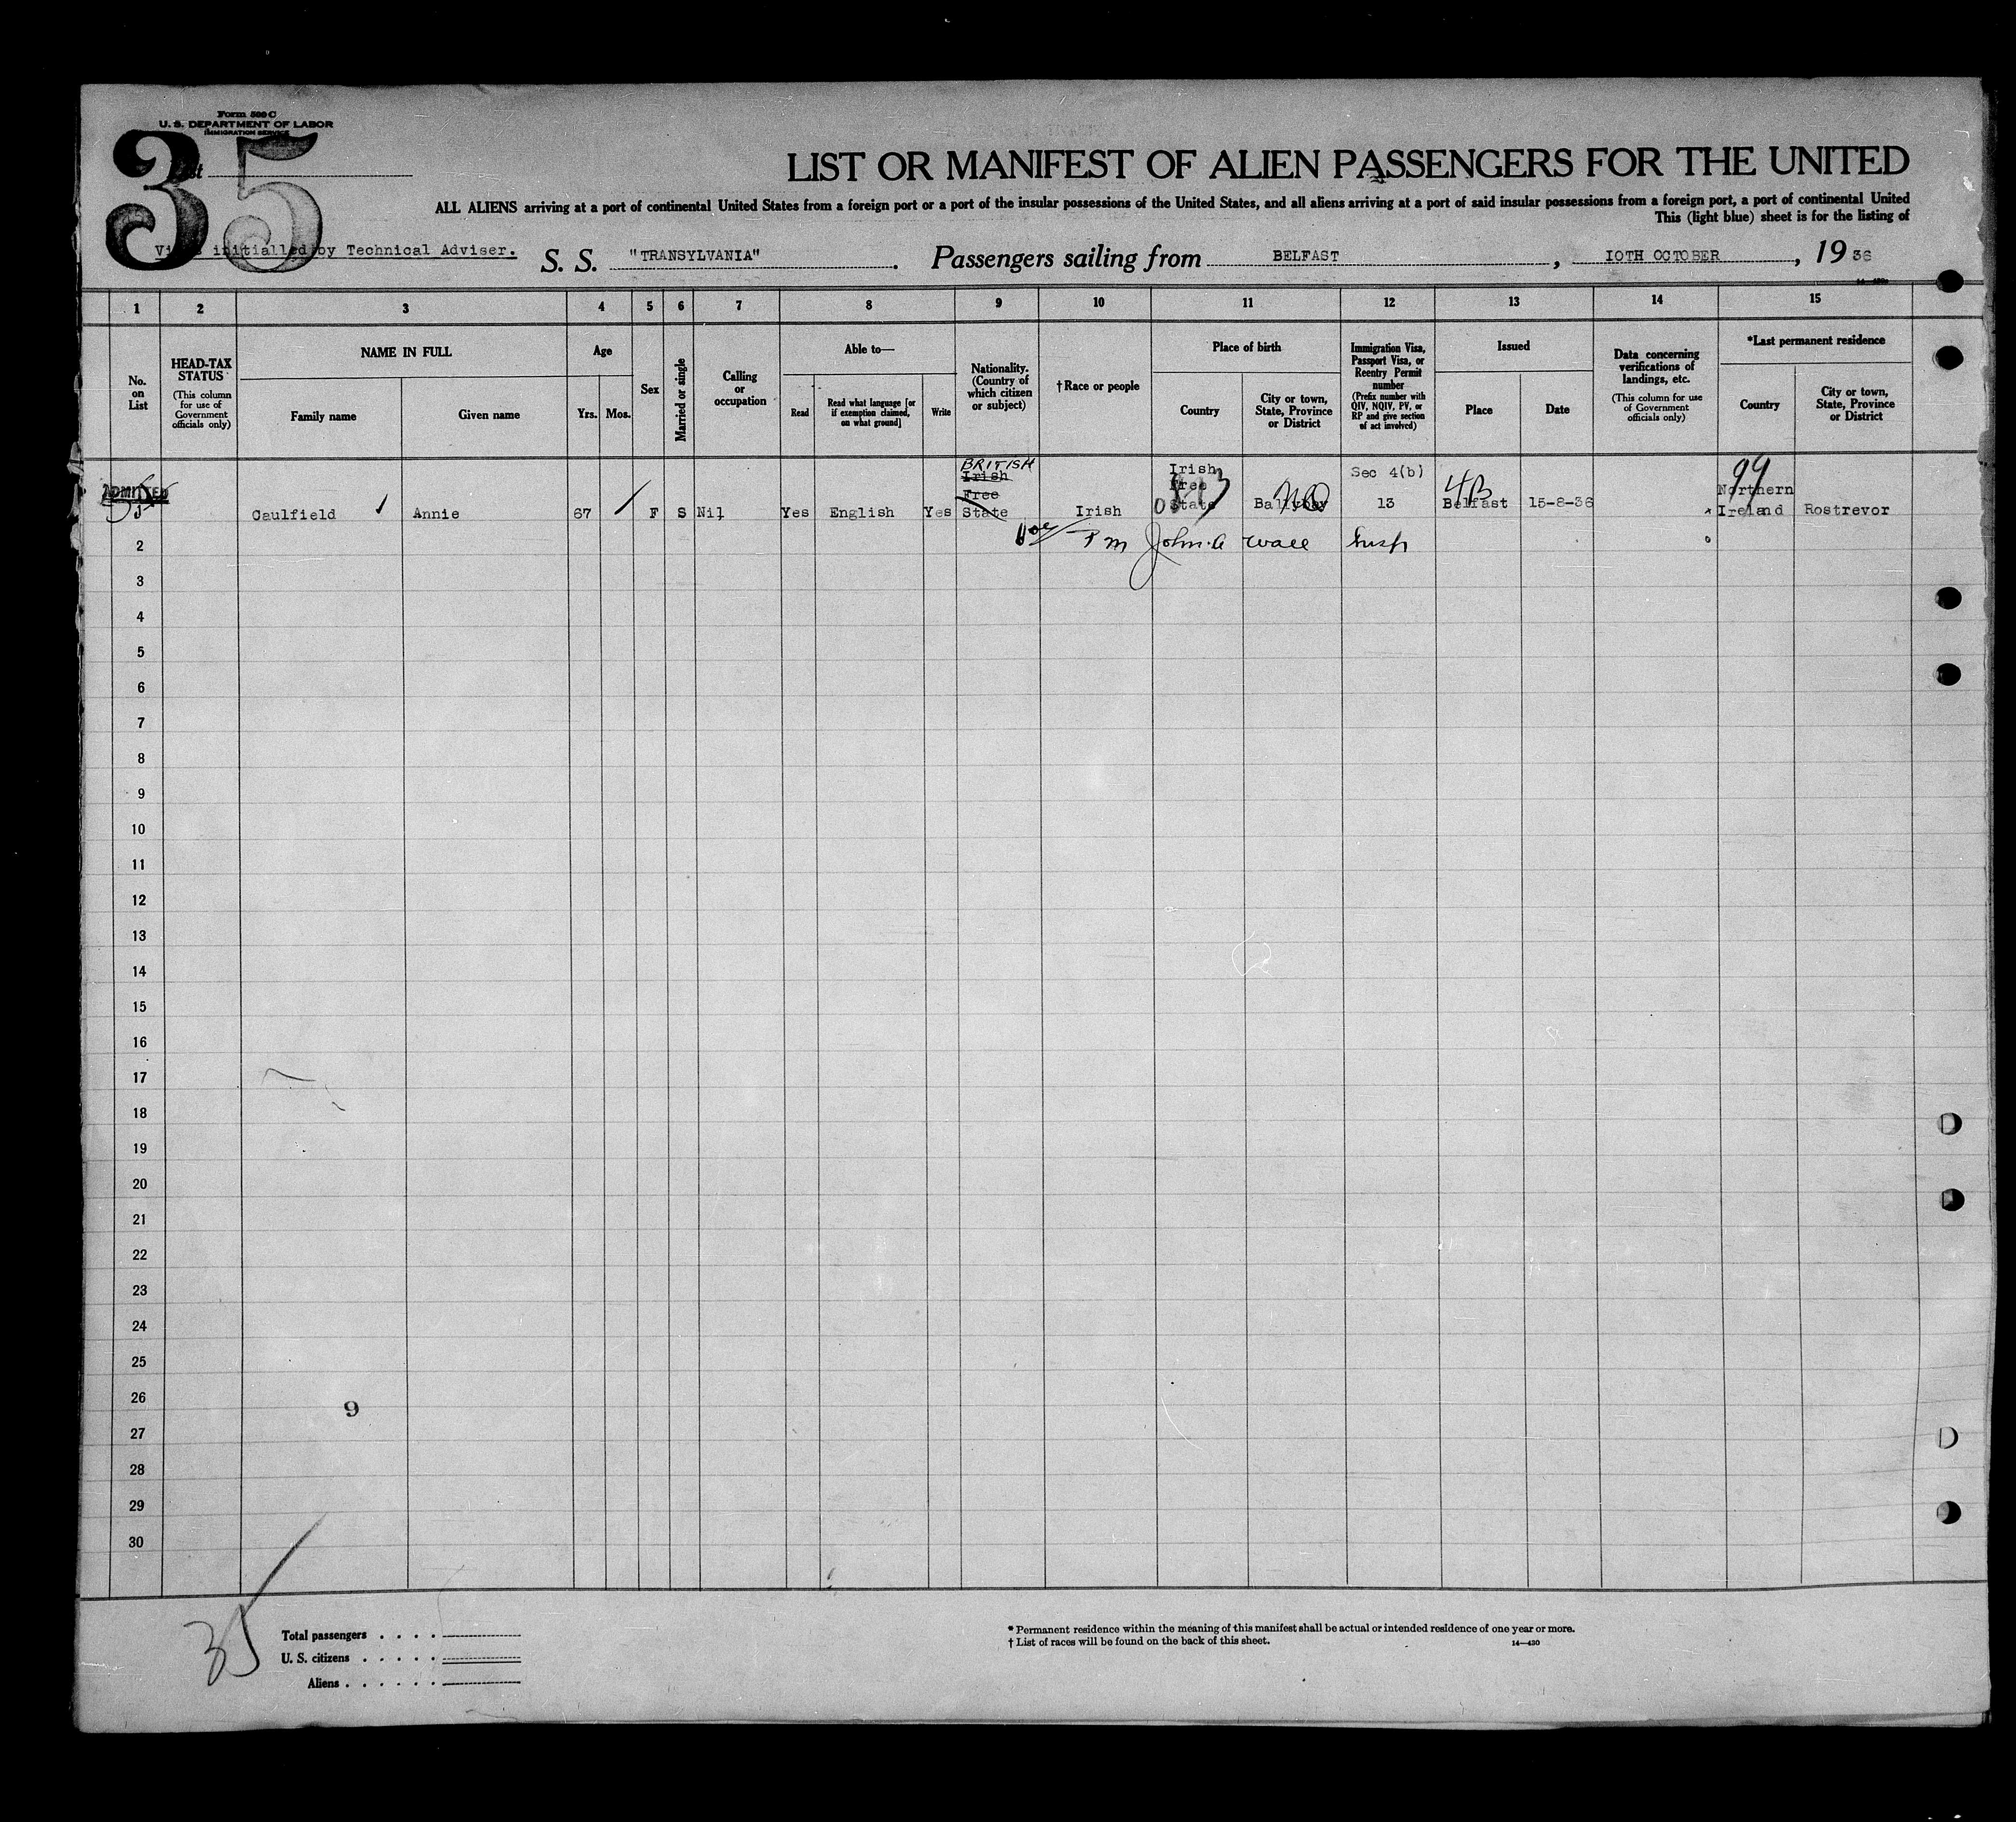 Form 500 C
U. S. DEPARTMENT OF LABOR
IMMIGRATION SERVICE
35
LIST OR MANIFEST OF ALIEN PASSENGERS FOR THE UNITED
ALL ALIENS arriving at a port of continental United States from a foreign port or a port of the insular possessions of the United States, and all aliens arriving at a port of said insular possessions from a foreign port, a port of continental United
This (light blue) sheet is for the listing of
initialled by Technical Adviser.
S. S. "TRANSYLVANIA". Passengers sailing from BELFAST, 10TH OCTOBER, 1936
1 2 3 4 5 6 7 8 9 10 11 12 13 14 15
No. on List
HEAD-TAX STATUS
(This column for use of Government officials only)
NAME IN FULL
Family name
Given name
Age
Yrs.
Mos.
Sex
Married or single
Calling or occupation
Able to—
Read
Read what language [or if exemption claimed, on what ground]
Write
Nationality. (Country of which citizen or subject)
†Race or people
Place of birth
Country
City or town, State, Province or District
Immigration Visa, Passport Visa, or Reentry Permit number
(Prefix number with QIV, NQIV, PV, or RP and give section of act involved)
Issued
Place
Date
Data concerning verifications of landings, etc.
(This column for use of Government officials only)
*Last permanent residence
Country
City or town, State, Province or District
ADMITTED
Caulfield Annie 67 F S Nil Yes English Yes BRITISH Irish Free State Irish Irish Free State Ballybay Sec 4(b) 13 4B Belfast 15-8-36 99 Northern Ireland Rostrevor
2 PM John A Wall Insp
3
4
5
6
7
8
9
10
11
12
13
14
15
16
17
18
19
20
21
22
23
24
25
26
9
27
28
29
30
35
Total passengers . . . .
U. S. citizens . . . . .
Aliens . . . . . .
* Permanent residence within the meaning of this manifest shall be actual or intended residence of one year or more.
† List of races will be found on the back of this sheet.
14—430